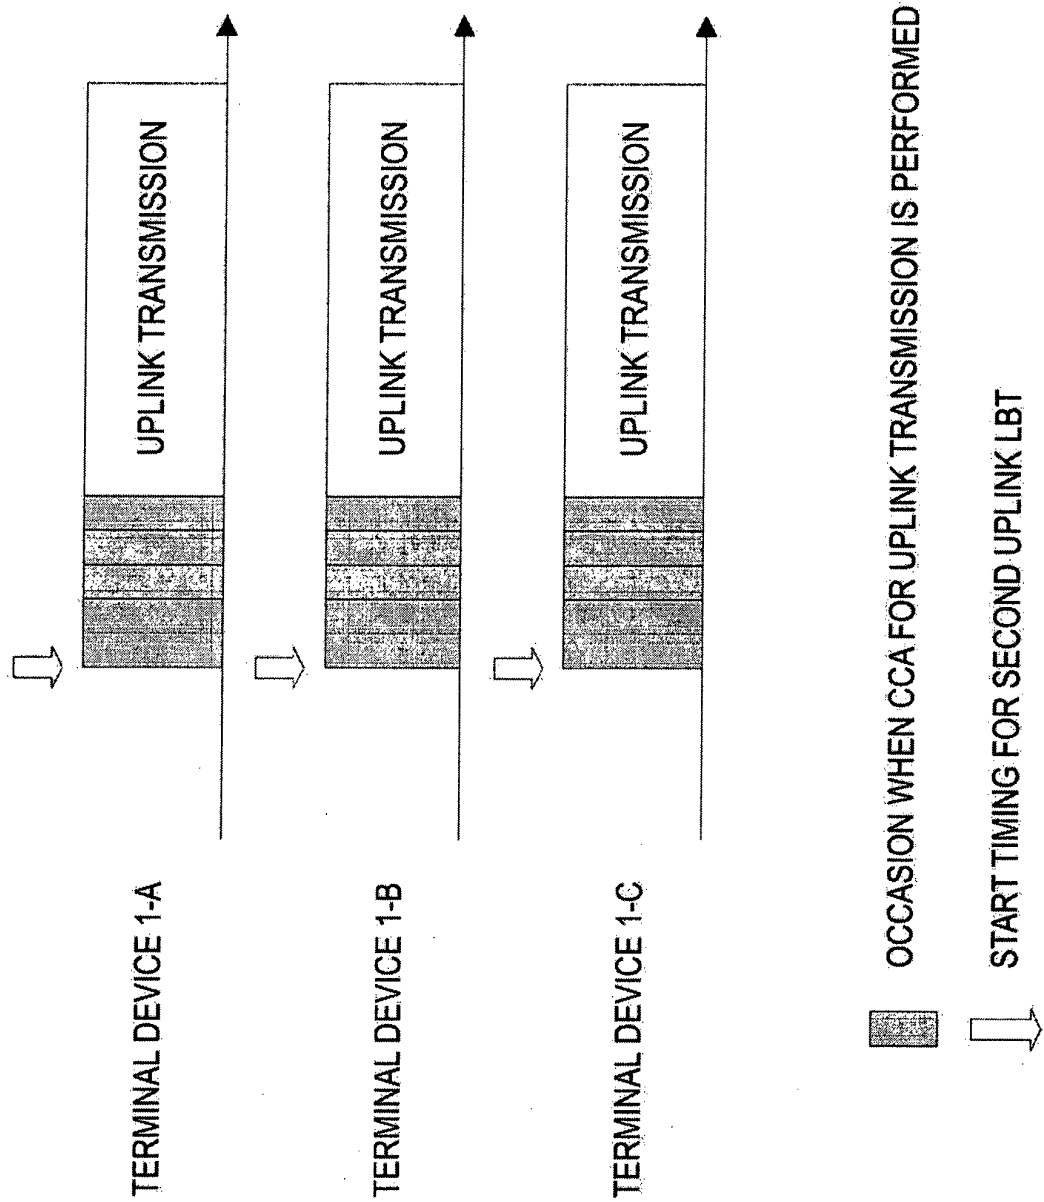 TERMINAL DEVICE 1-A
UPLINK TRANSMISSION
TERMINAL DEVICE 1-B
UPLINK TRANSMISSION
TERMINAL DEVICE 1-C
UPLINK TRANSMISSION
OCCASION WHEN CCA FOR UPLINK TRANSMISSION IS PERFORMED
START TIMING FOR SECOND UPLINK LBT